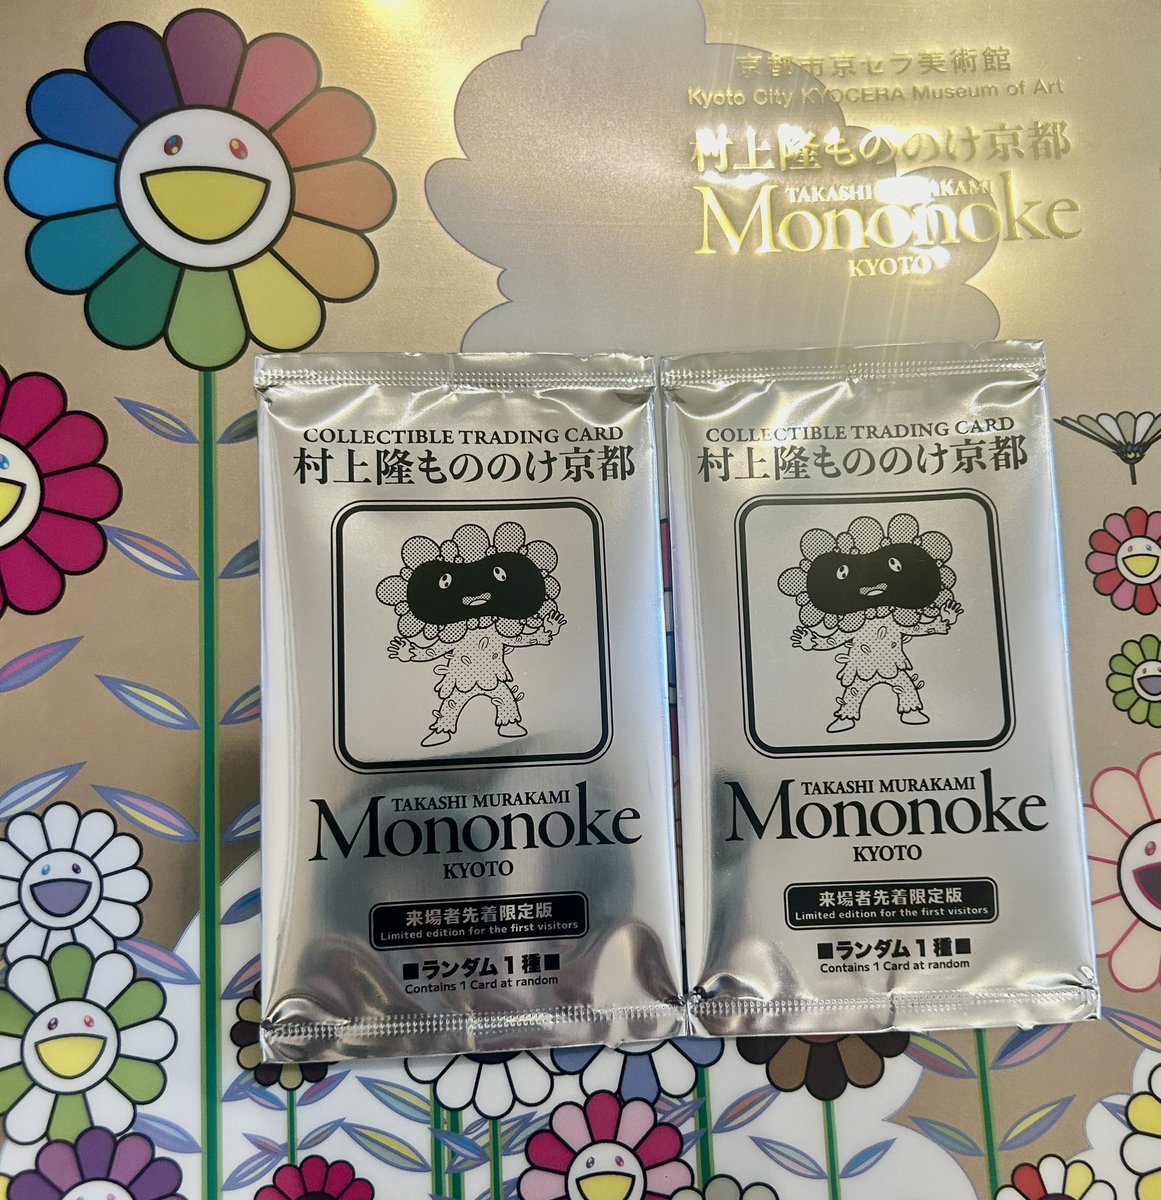 京都市京セラ美術館
Kyoto City KYOCERA Museum of Art
村上隆もののけ京都
TAKASHI MURAKAMI
Mononoke
KYOTO
COLLECTIBLE TRADING CARD
村上隆もののけ京都
TAKASHI MURAKAMI
Mononoke
KYOTO
来場者先着限定版
Limited edition for the first visitors
■ランダム1種■
Contains 1 Card at random
COLLECTIBLE TRADING CARD
村上隆もののけ京都
TAKASHI MURAKAMI
Mononoke
KYOTO
来場者先着限定版
Limited edition for the first visitors
■ランダム1種■
Contains 1 Card at random